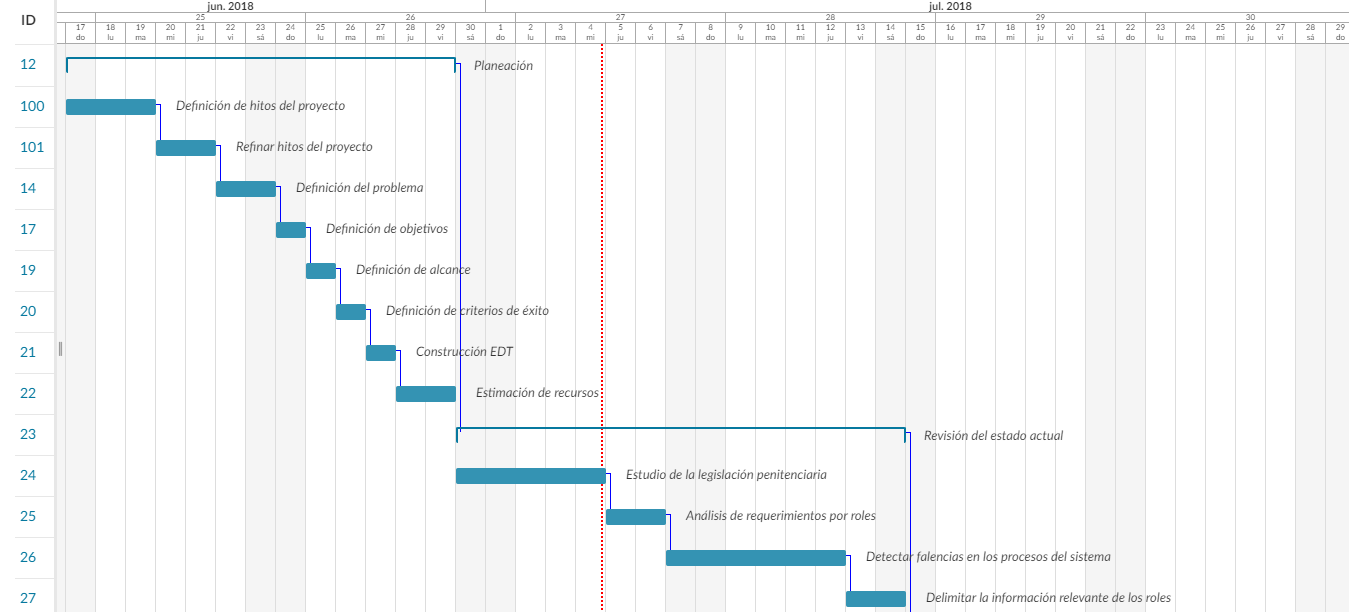 jun. 2018 jul. 2018
ID
25 26 27 28 29 30
17 18 19 20 21 22 23 24 25 26 27 28 29 30 1 2 3 4 5 6 7 8 9 10 11 12 13 14 15 16 17 18 19 20 21 22 23 24 25 26 27 28 29
do lu ma mi ju vi sá do lu ma mi ju vi sá do lu ma mi ju vi sá do lu ma mi ju vi sá do lu ma mi ju vi sá do lu ma mi ju vi sá do
12 Planeación
100 Definición de hitos del proyecto
101 Refinar hitos del proyecto
14 Definición del problema
17 Definición de objetivos
19 Definición de alcance
20 Definición de criterios de éxito
21 Construcción EDT
22 Estimación de recursos
23 Revisión del estado actual
24 Estudio de la legislación penitenciaria
25 Análisis de requerimientos por roles
26 Detectar falencias en los procesos del sistema
27 Delimitar la información relevante de los roles